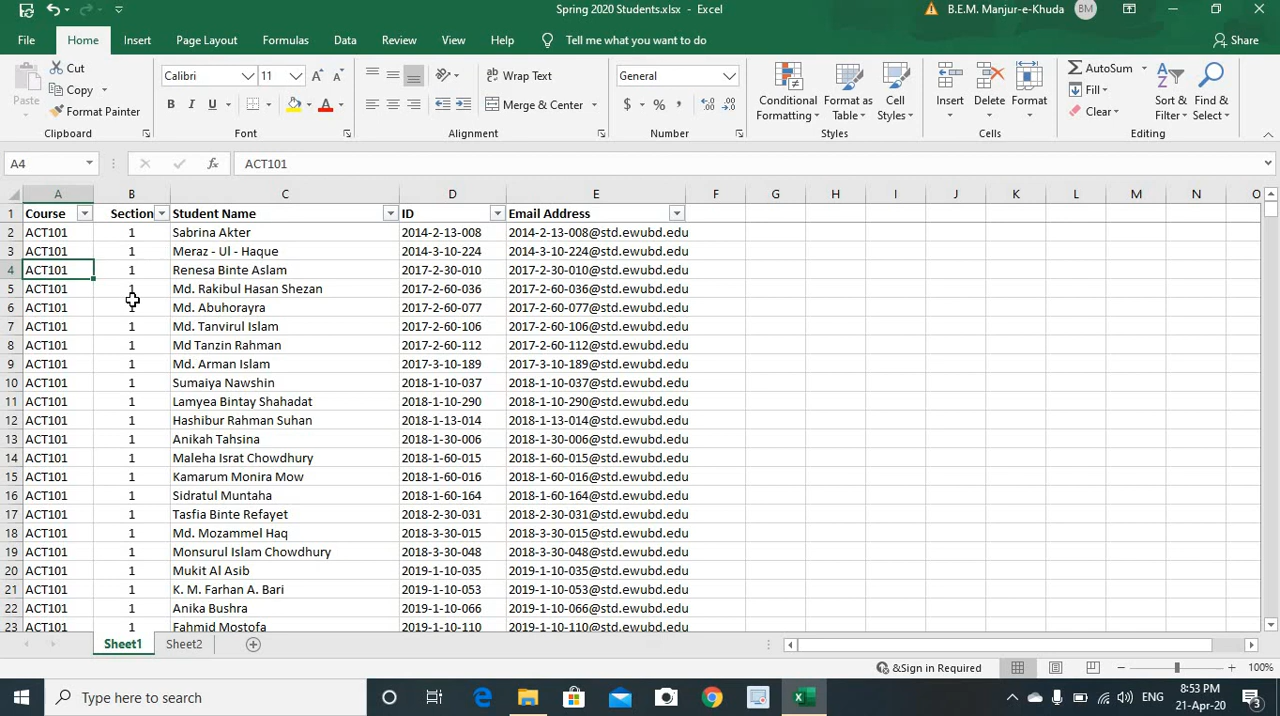 Spring 2020 Students.xlsx - Excel
B.E.M. Manjur-e-Khuda BM
File Home Insert Page Layout Formulas Data Review View Help Tell me what you want to do Share
Paste Cut Copy Format Painter Clipboard
Calibri 11 B I U Font
Wrap Text Merge & Center Alignment
General $ % , Number
Conditional Formatting Format as Table Cell Styles Styles
Insert Delete Format Cells
AutoSum Fill Clear Sort & Filter Find & Select Editing
A4 fx ACT101
A B C D E F G H I J K L M N O
1 Course Section Student Name ID Email Address
2 ACT101 1 Sabrina Akter 2014-2-13-008 2014-2-13-008@std.ewubd.edu
3 ACT101 1 Meraz - Ul - Haque 2014-3-10-224 2014-3-10-224@std.ewubd.edu
4 ACT101 1 Renesa Binte Aslam 2017-2-30-010 2017-2-30-010@std.ewubd.edu
5 ACT101 1 Md. Rakibul Hasan Shezan 2017-2-60-036 2017-2-60-036@std.ewubd.edu
6 ACT101 1 Md. Abuhorayra 2017-2-60-077 2017-2-60-077@std.ewubd.edu
7 ACT101 1 Md. Tanvirul Islam 2017-2-60-106 2017-2-60-106@std.ewubd.edu
8 ACT101 1 Md Tanzin Rahman 2017-2-60-112 2017-2-60-112@std.ewubd.edu
9 ACT101 1 Md. Arman Islam 2017-3-10-189 2017-3-10-189@std.ewubd.edu
10 ACT101 1 Sumaiya Nawshin 2018-1-10-037 2018-1-10-037@std.ewubd.edu
11 ACT101 1 Lamyea Bintay Shahadat 2018-1-10-290 2018-1-10-290@std.ewubd.edu
12 ACT101 1 Hashibur Rahman Suhan 2018-1-13-014 2018-1-13-014@std.ewubd.edu
13 ACT101 1 Anikah Tahsina 2018-1-30-006 2018-1-30-006@std.ewubd.edu
14 ACT101 1 Maleha Israt Chowdhury 2018-1-60-015 2018-1-60-015@std.ewubd.edu
15 ACT101 1 Kamarum Monira Mow 2018-1-60-016 2018-1-60-016@std.ewubd.edu
16 ACT101 1 Sidratul Muntaha 2018-1-60-164 2018-1-60-164@std.ewubd.edu
17 ACT101 1 Tasfia Binte Refayet 2018-2-30-031 2018-2-30-031@std.ewubd.edu
18 ACT101 1 Md. Mozammel Haq 2018-3-30-015 2018-3-30-015@std.ewubd.edu
19 ACT101 1 Monsurul Islam Chowdhury 2018-3-30-048 2018-3-30-048@std.ewubd.edu
20 ACT101 1 Mukit Al Asib 2019-1-10-035 2019-1-10-035@std.ewubd.edu
21 ACT101 1 K. M. Farhan A. Bari 2019-1-10-053 2019-1-10-053@std.ewubd.edu
22 ACT101 1 Anika Bushra 2019-1-10-066 2019-1-10-066@std.ewubd.edu
23 ACT101 1 Fahmid Mostofa 2019-1-10-110 2019-1-10-110@std.ewubd.edu
Sheet1 Sheet2
&Sign in Required 100%
Type here to search
ENG 8:53 PM
21-Apr-20 3